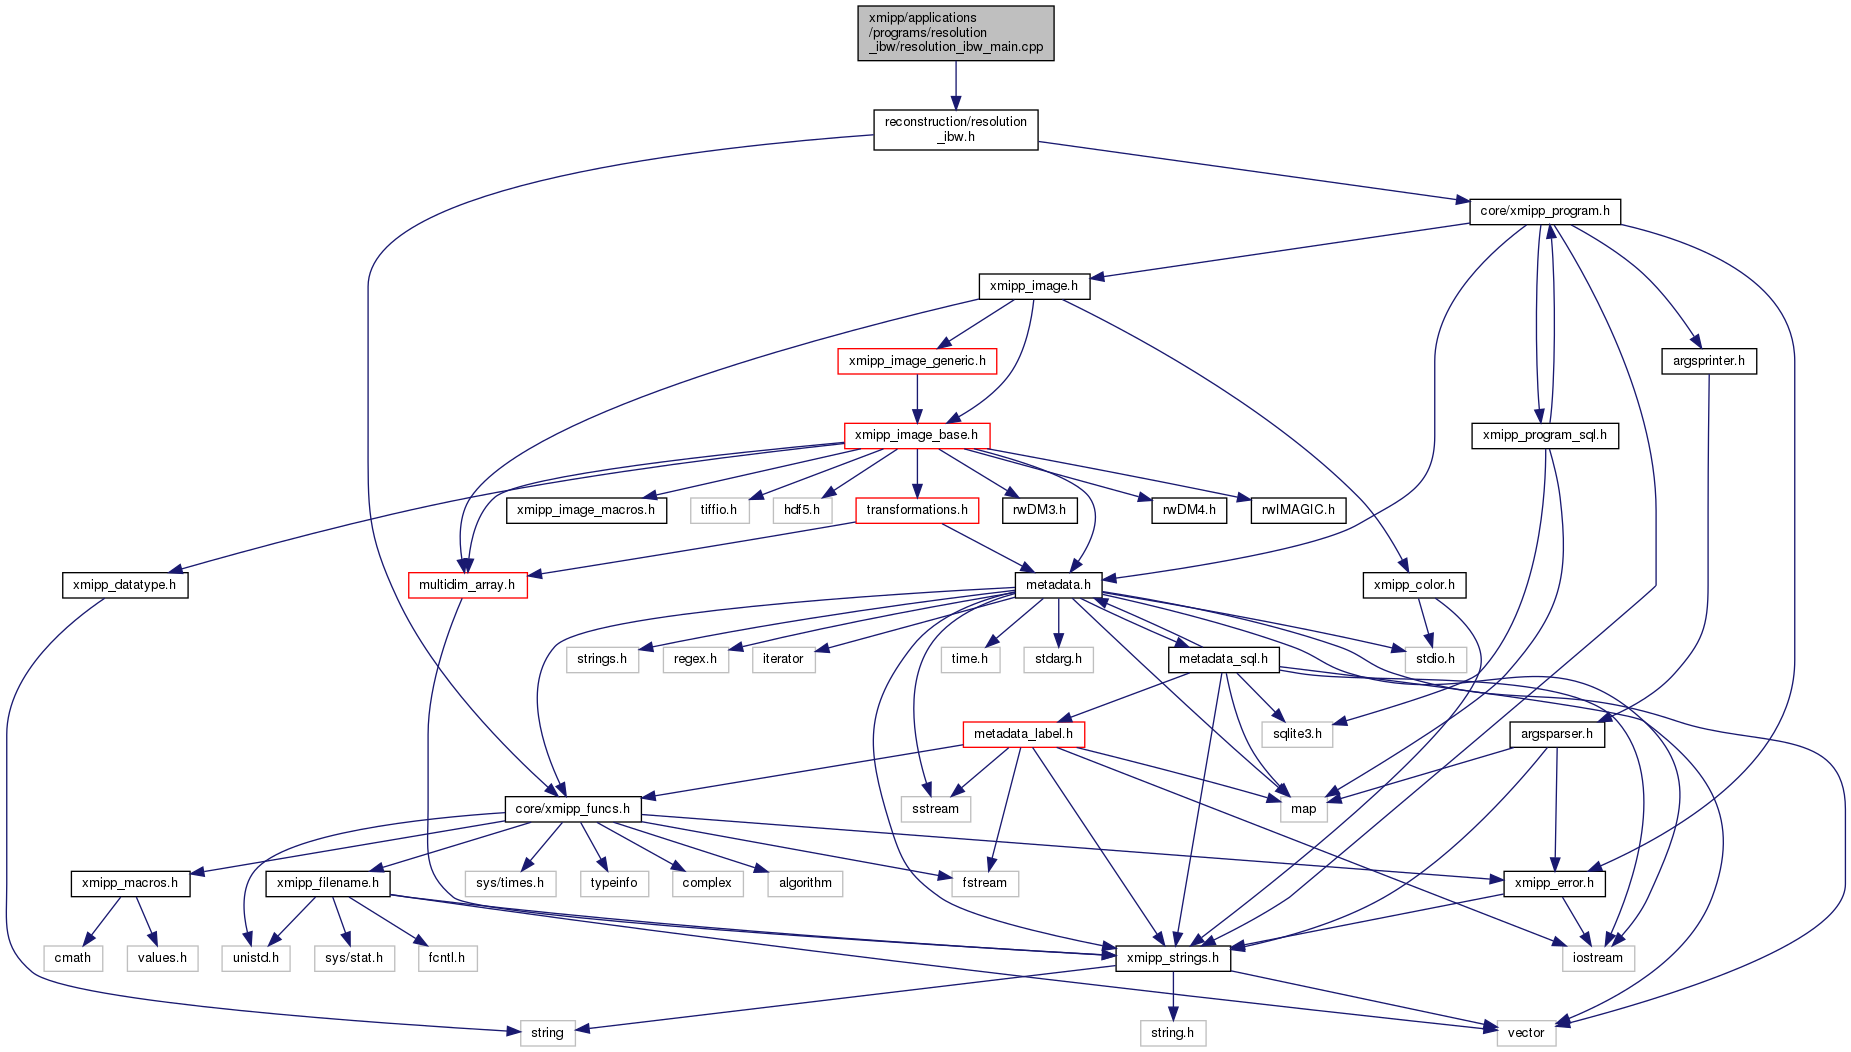 xmipp/applications
/programs/resolution
_ibw/resolution_ibw_main.cpp
reconstruction/resolution
_ibw.h
core/xmipp_program.h
xmipp_image.h
xmipp_image_generic.h
argsprinter.h
xmipp_image_base.h
xmipp_program_sql.h
xmipp_image_macros.h
tiffio.h
hdf5.h
transformations.h
rwDM3.h
rwDM4.h
rwIMAGIC.h
xmipp_datatype.h
multidim_array.h
metadata.h
xmipp_color.h
strings.h
regex.h
iterator
time.h
stdarg.h
metadata_sql.h
stdio.h
metadata_label.h
sqlite3.h
argsparser.h
core/xmipp_funcs.h
sstream
map
xmipp_macros.h
xmipp_filename.h
sys/times.h
typeinfo
complex
algorithm
fstream
xmipp_error.h
cmath
values.h
unistd.h
sys/stat.h
fcntl.h
xmipp_strings.h
iostream
string
string.h
vector